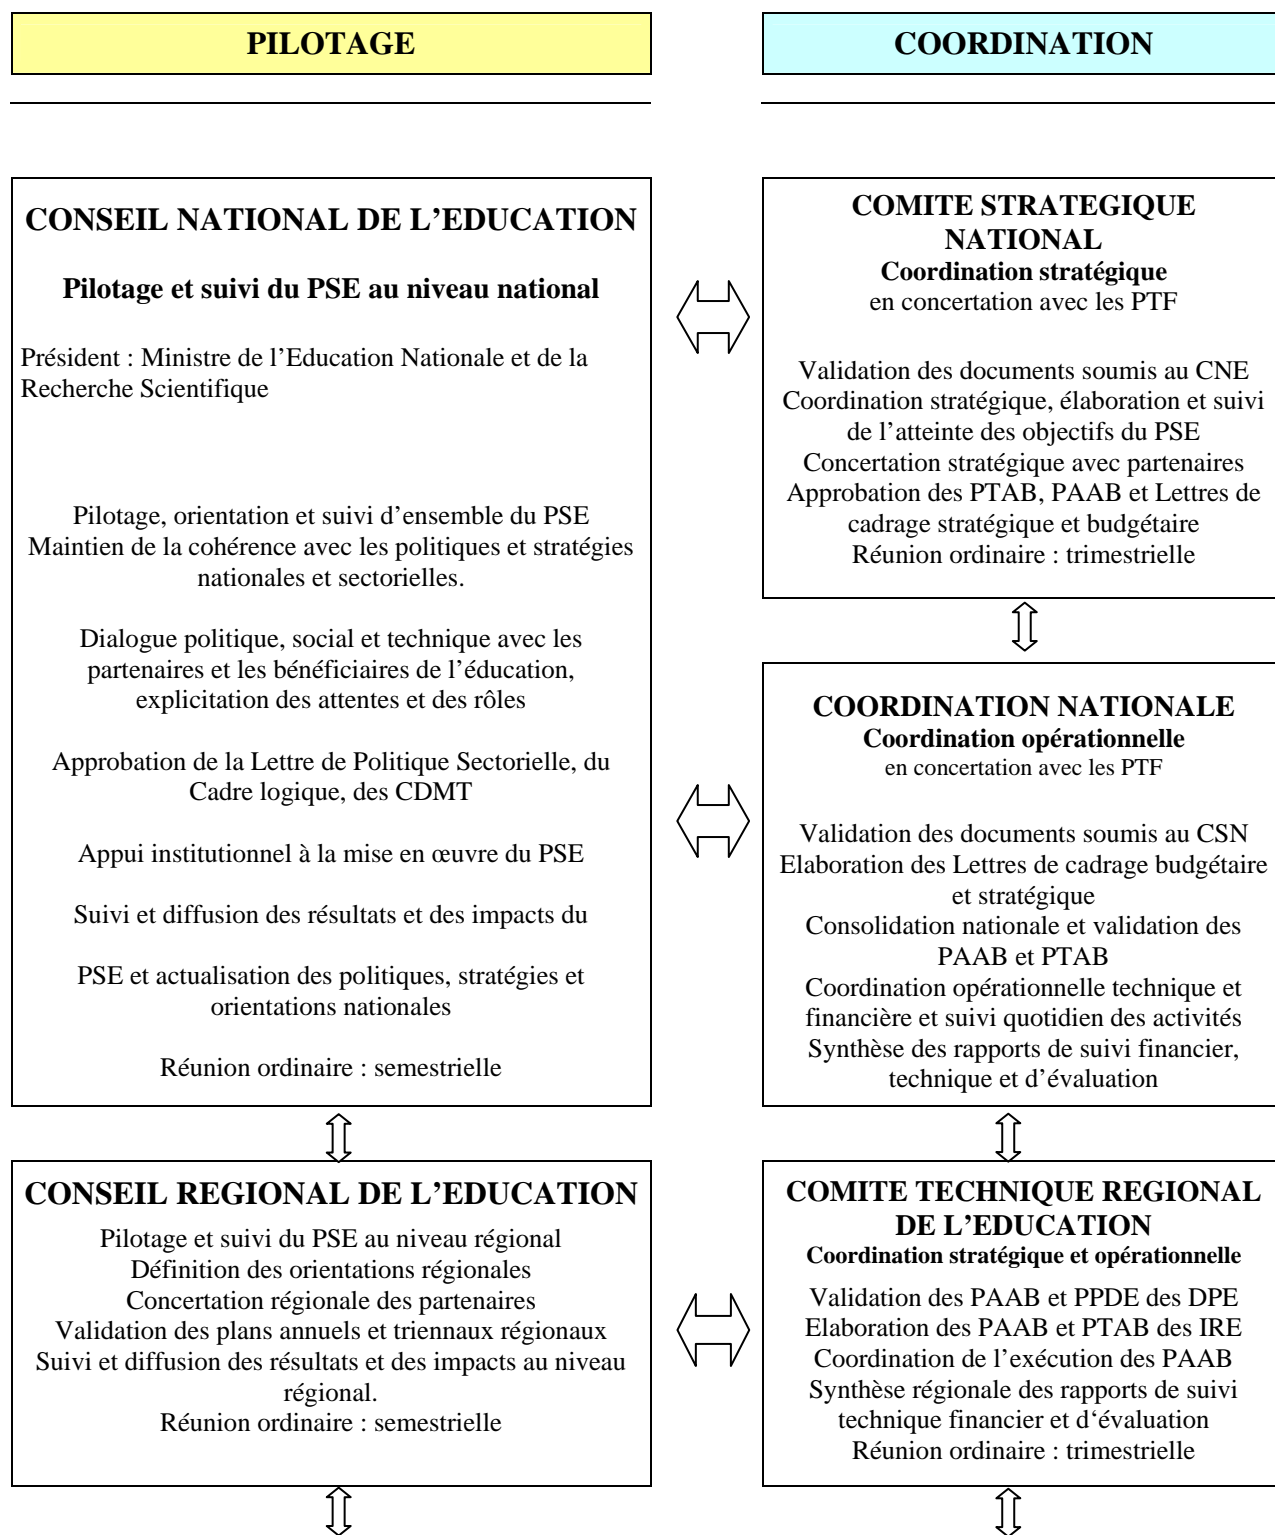 PILOTAGE
COORDINATION
CONSEIL NATIONAL DE L’EDUCATION
Pilotage et suivi du PSE au niveau national
Président : Ministre de l’Education Nationale et de la
Recherche Scientifique
Pilotage, orientation et suivi d’ensemble du PSE
Maintien de la cohérence avec les politiques et stratégies
nationales et sectorielles.
Dialogue politique, social et technique avec les
partenaires et les bénéficiaires de l’éducation,
explicitation des attentes et des rôles
Approbation de la Lettre de Politique Sectorielle, du
Cadre logique, des CDMT
Appui institutionnel à la mise en œuvre du PSE
Suivi et diffusion des résultats et des impacts du
PSE et actualisation des politiques, stratégies et
orientations nationales
Réunion ordinaire : semestrielle
COMITE STRATEGIQUE
NATIONAL
Coordination stratégique
en concertation avec les PTF
Validation des documents soumis au CNE
Coordination stratégique, élaboration et suivi
de l’atteinte des objectifs du PSE
Concertation stratégique avec partenaires
Approbation des PTAB, PAAB et Lettres de
cadrage stratégique et budgétaire
Réunion ordinaire : trimestrielle
COORDINATION NATIONALE
Coordination opérationnelle
en concertation avec les PTF
Validation des documents soumis au CSN
Elaboration des Lettres de cadrage budgétaire
et stratégique
Consolidation nationale et validation des
PAAB et PTAB
Coordination opérationnelle technique et
financière et suivi quotidien des activités
Synthèse des rapports de suivi financier,
technique et d’évaluation
CONSEIL REGIONAL DE L’EDUCATION
Pilotage et suivi du PSE au niveau régional
Définition des orientations régionales
Concertation régionale des partenaires
Validation des plans annuels et triennaux régionaux
Suivi et diffusion des résultats et des impacts au niveau
régional.
Réunion ordinaire : semestrielle
COMITE TECHNIQUE REGIONAL
DE L’EDUCATION
Coordination stratégique et opérationnelle
Validation des PAAB et PPDE des DPE
Elaboration des PAAB et PTAB des IRE
Coordination de l’exécution des PAAB
Synthèse régionale des rapports de suivi
technique financier et d‘évaluation
Réunion ordinaire : trimestrielle